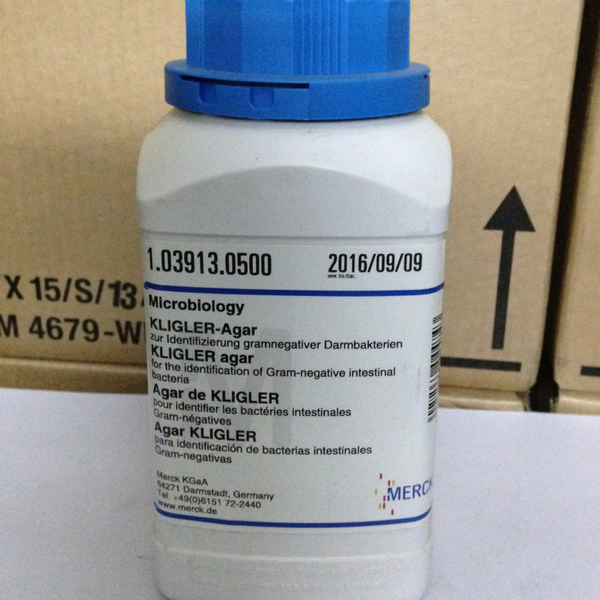 1.03913.0500
2016/09/09
X 15/S/13
M 4679-W
Microbiology
KLIGLER-Agar
zur Identifizierung gramnegativer Darmbakterien
KLIGLER agar
for the identification of Gram-negative intestinal
bacteria
Agar de KLIGLER
pour identifier les bactéries intestinales
Gram-négatives
Agar KLIGLER
para identificación de bacterias intestinales
Gram-negativas
Merck KGaA
64271 Darmstadt, Germany
Tel. +49(0)6151 72-2440
www.merck.de
MERCK